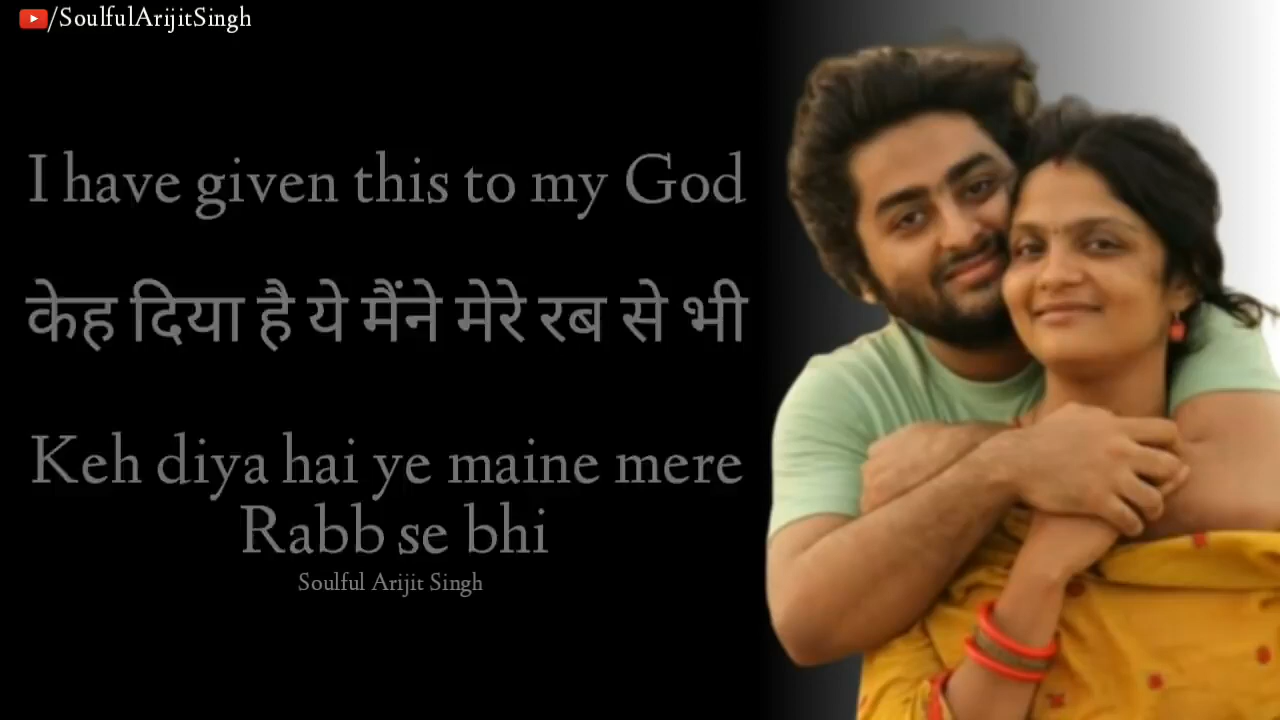 /SoulfulArijitSingh
I have given this to my God
केह दिया है ये मैंने मेरे रब से भी
Keh diya hai ye maine mere
Rabb se bhi
Soulful Arijit Singh